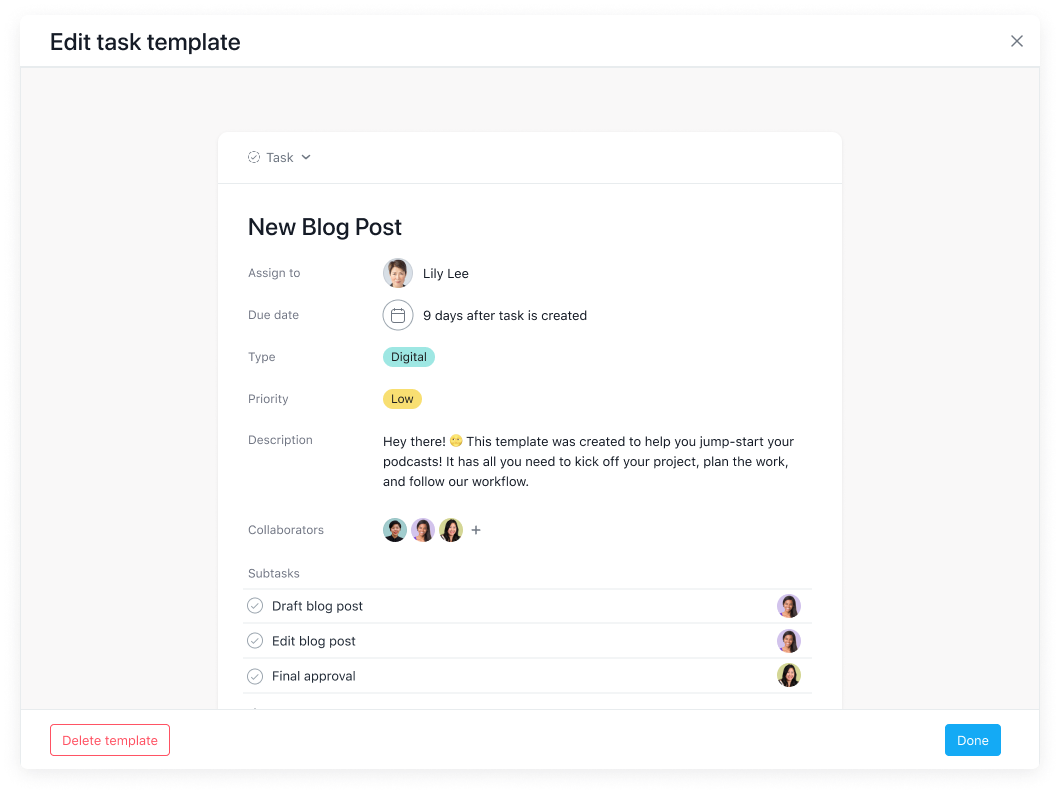 Edit task template
Task
New Blog Post
Assign to
Lily Lee
Due date
9 days after task is created
Type
Digital
Priority
Low
Description
Hey there! 🙂 This template was created to help you jump-start your
podcasts! It has all you need to kick off your project, plan the work,
and follow our workflow.
Collaborators
Subtasks
Draft blog post
Edit blog post
Final approval
Delete template
Done